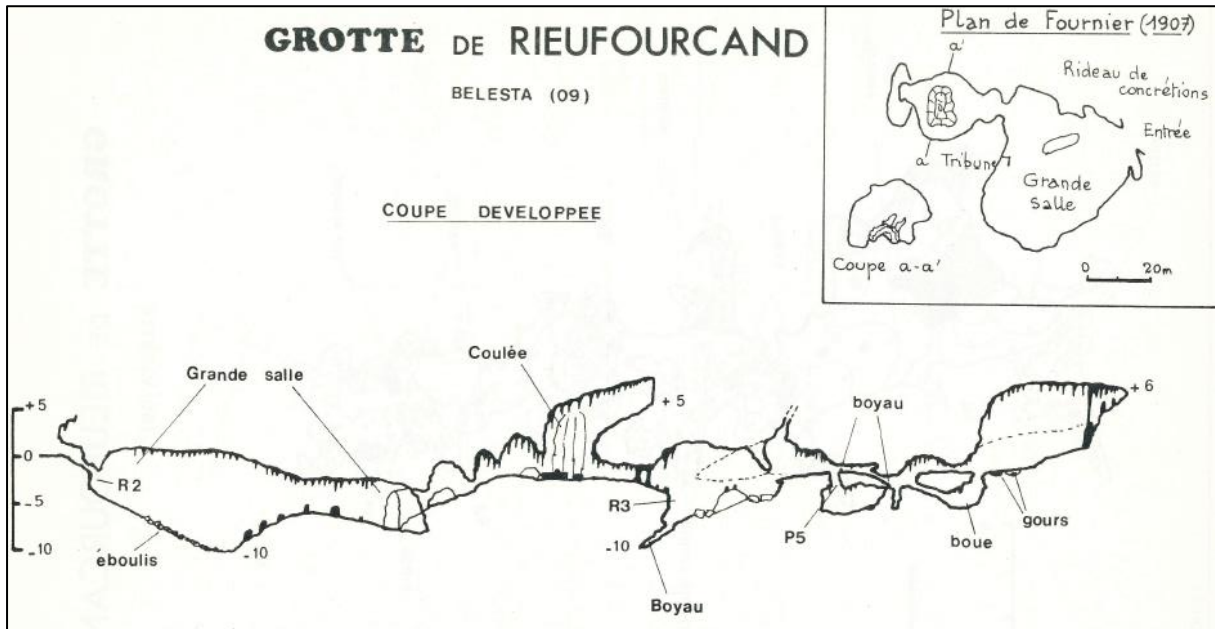 GROTTE DE RIEUFOURCAND
BELESTA (09)
COUPE DEVELOPPEE
Plan de Fournier (1907)
a'
Rideau de
concrétions
Entrée
a Tribune
Grande
Salle
Coupe a-a'
0 20m
Coulée
Grande salle
+6
+5
+5
boyau
0
R2
-5
R3
P5
gours
-10
éboulis
-10
-10
boue
Boyau